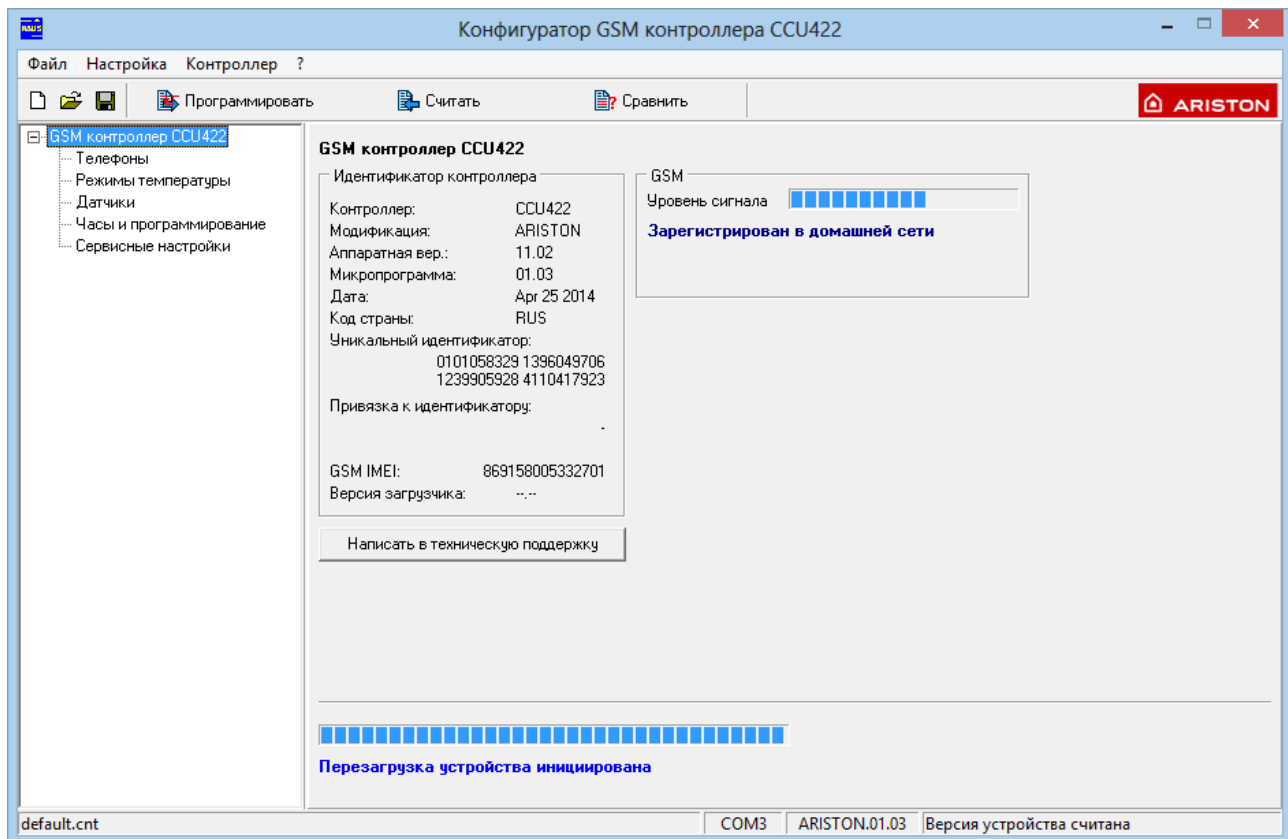 Конфигуратор GSM контроллера CCU422
Файл Настройка Контроллер ?
Программировать Считать Сравнить ARISTON
GSM контроллер CCU422
Телефоны
Режимы температуры
Датчики
Часы и программирование
Сервисные настройки
GSM контроллер CCU422
Идентификатор контроллера
Контроллер: CCU422
Модификация: ARISTON
Аппаратная вер.: 11.02
Микропрограмма: 01.03
Дата: Apr 25 2014
Код страны: RUS
Уникальный идентификатор:
0101058329 1396049706
1239905928 4110417923
Привязка к идентификатору:
-
GSM IMEI: 869158005332701
Версия загрузчика: --.--
GSM
Уровень сигнала
Зарегистрирован в домашней сети
Написать в техническую поддержку
Перезагрузка устройства инициирована
default.cnt COM3 ARISTON.01.03 Версия устройства считана